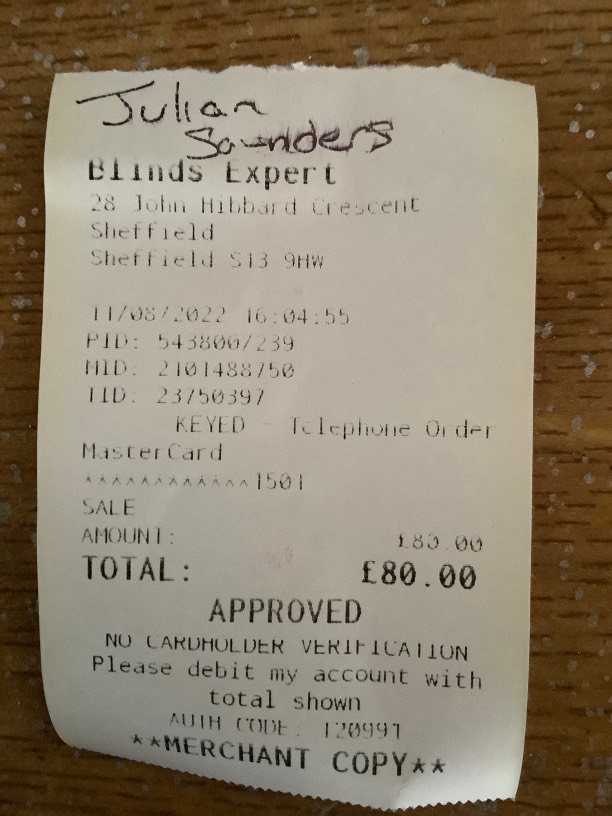 Julian
Saunders
Blinds Expert
28 John Hibbard Crescent
Sheffield
Sheffield S13 9HW
11/08/2022 16:04:55
PID: 543800/239
MID: 2101488750
TID: 23750397
KEYED - Telephone Order
MasterCard
************1501
SALE
AMOUNT: £80.00
TOTAL: £80.00
APPROVED
NO CARDHOLDER VERIFICATION
Please debit my account with
total shown
AUTH CODE: 120991
**MERCHANT COPY**